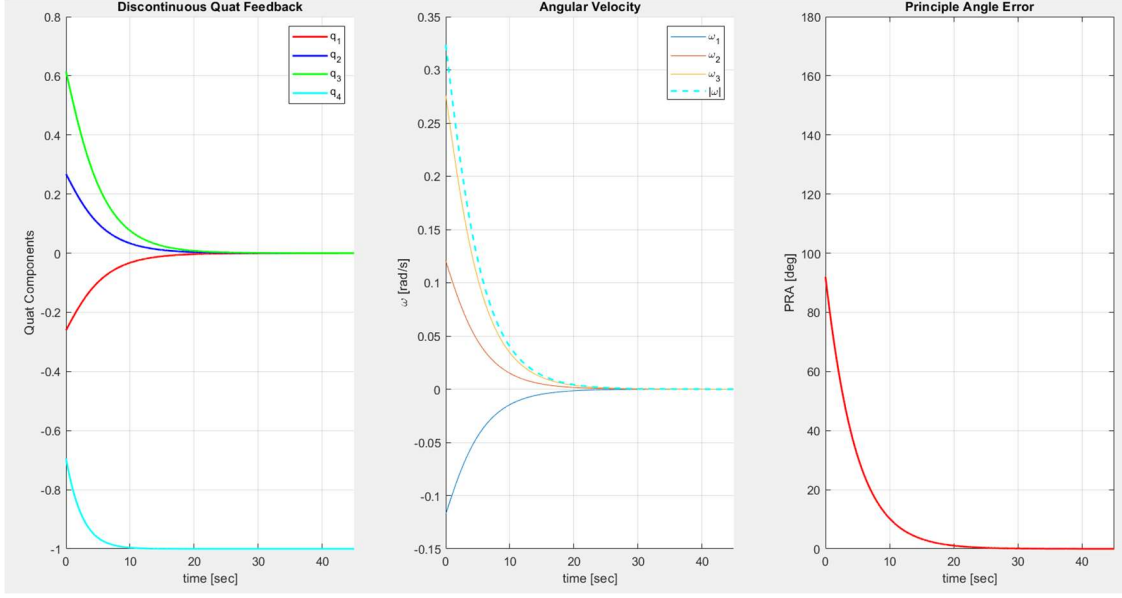 Discontinuous Quat Feedback
0.8
0.6
0.4
0.2
0
-0.2
-0.4
-0.6
-0.8
-1
Quat Components
q1
q2
q3
q4
0 10 20 30 40
time [sec]
Angular Velocity
0.35
0.3
0.25
0.2
0.15
0.1
0.05
0
-0.05
-0.1
-0.15
ω [rad/s]
ω1
ω2
ω3
|ω|
0 10 20 30 40
time [sec]
Principle Angle Error
180
160
140
120
100
80
60
40
20
0
PRA [deg]
0 10 20 30 40
time [sec]